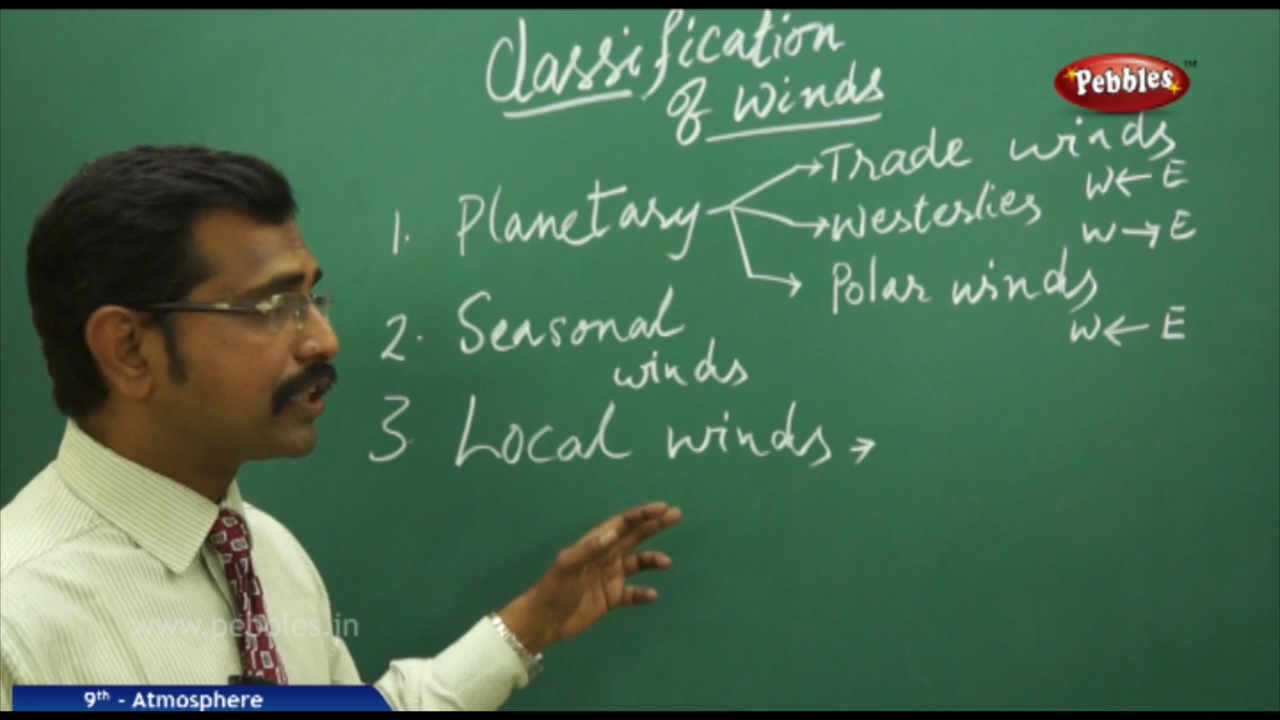 Classification
of winds
Pebbles™
1. Planetary
→ Trade winds
W ← E
→ Westerlies
W → E
→ Polar winds
W ← E
2. Seasonal
winds
3. Local winds →
www.pebbles.in
9th - Atmosphere